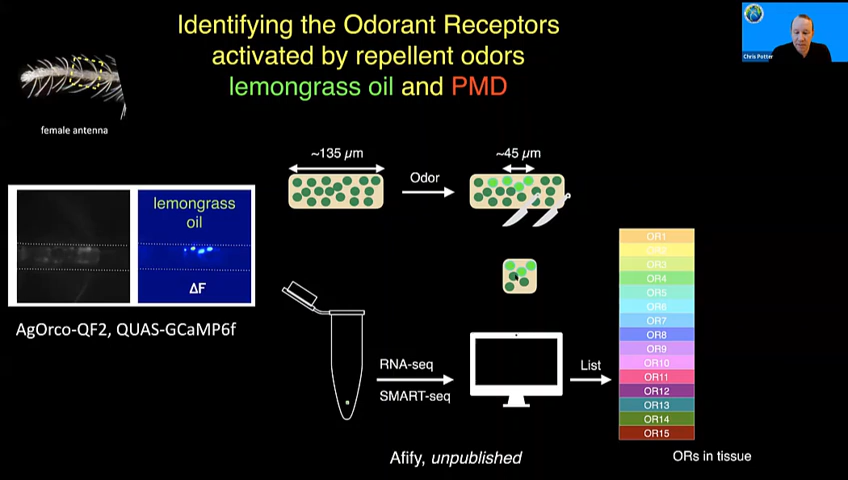 Identifying the Odorant Receptors
activated by repellent odors
lemongrass oil and PMD
Chris Potter
female antenna
~135 µm
Odor
~45 µm
lemongrass
oil
ΔF
AgOrco-QF2, QUAS-GCaMP6f
RNA-seq
SMART-seq
List
OR1
OR2
OR3
OR4
OR5
OR6
OR7
OR8
OR9
OR10
OR11
OR12
OR13
OR14
OR15
ORs in tissue
Afify, unpublished